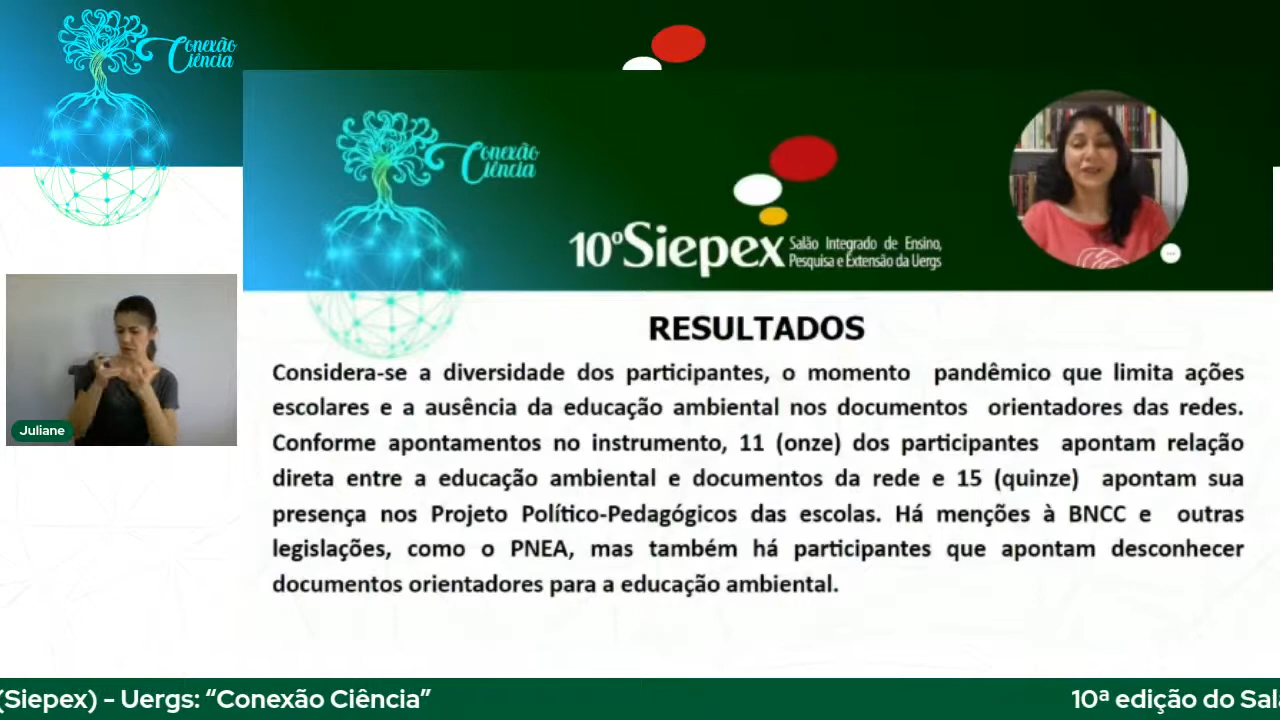 Conexão
Ciência
Conexão
Ciência
10º Siepex
Salão Integrado de Ensino,
Pesquisa e Extensão da Uergs
RESULTADOS
Considera-se a diversidade dos participantes, o momento pandêmico que limita ações
escolares e a ausência da educação ambiental nos documentos orientadores das redes.
Conforme apontamentos no instrumento, 11 (onze) dos participantes apontam relação
direta entre a educação ambiental e documentos da rede e 15 (quinze) apontam sua
presença nos Projeto Político-Pedagógicos das escolas. Há menções à BNCC e outras
legislações, como o PNEA, mas também há participantes que apontam desconhecer
documentos orientadores para a educação ambiental.
Juliane
(Siepex) - Uergs: “Conexão Ciência”
10ª edição do Sal